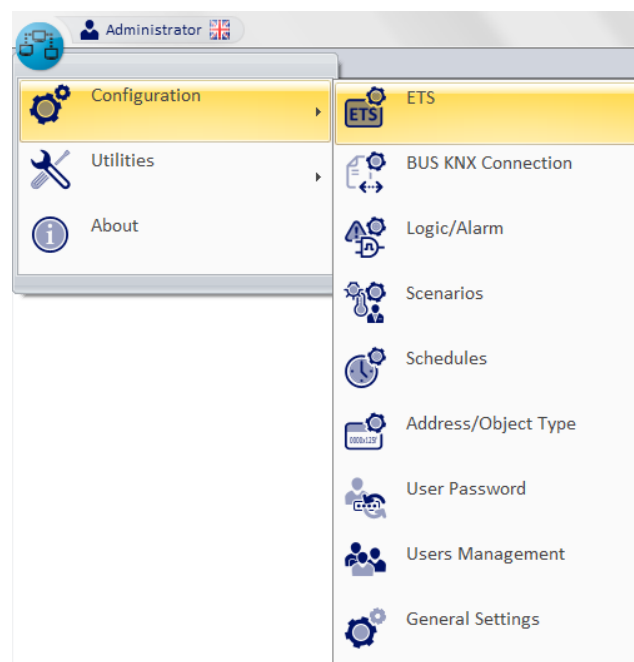 Administrator
Configuration
Utilities
About
ETS
ETS
BUS KNX Connection
Logic/Alarm
Scenarios
Schedules
Address/Object Type
User Password
Users Management
General Settings